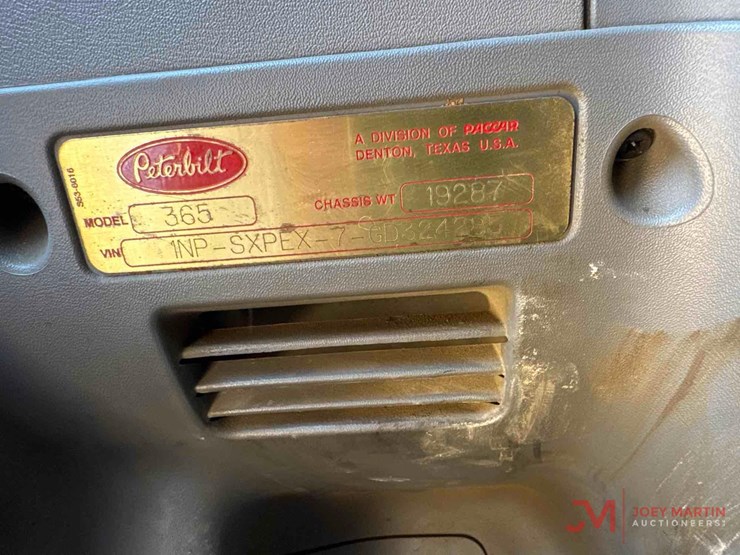 Peterbilt
A DIVISION OF PACCAR
DENTON, TEXAS U.S.A.
MODEL 365
CHASSIS WT 19287
VIN
JOEY MARTIN
AUCTIONEERS!